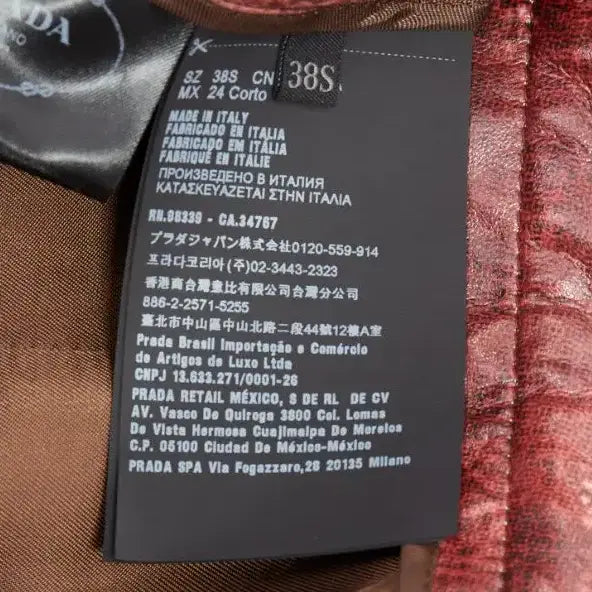 PRADA
SZ 38S CN
38S
MX 24 Corto
MADE IN ITALY
FABRICADO EN ITALIA
FABRICADO EM ITALIA
FABRIQUÉ EN ITALIE
ПРОИЗВЕДЕНО В ИТАЛИЯ
ΚΑΤΑΣΚΕΥΑΖΕΤΑΙ ΣΤΗΝ ΙΤΑΛΙΑ
RN.98339 - CA.34767
プラダジャパン株式会社0120-559-914
프라다코리아(주)02-3443-2323
香港商台灣意比有限公司台灣分公司
886-2-2571-5255
臺北市中山區中山北路二段44號12樓A室
Prada Brasil Importação e Comércio
de Artigos de Luxo Ltda
CNPJ 13.633.271/0001-26
PRADA RETAIL MÉXICO, S DE RL DE CV
AV. Vasco De Quiroga 3800 Col. Lomas
De Vista Hermosa Cuajimalpa De Morelos
C.P. 05100 Ciudad De México-México
PRADA SPA Via Fogazzaro,28 20135 Milano